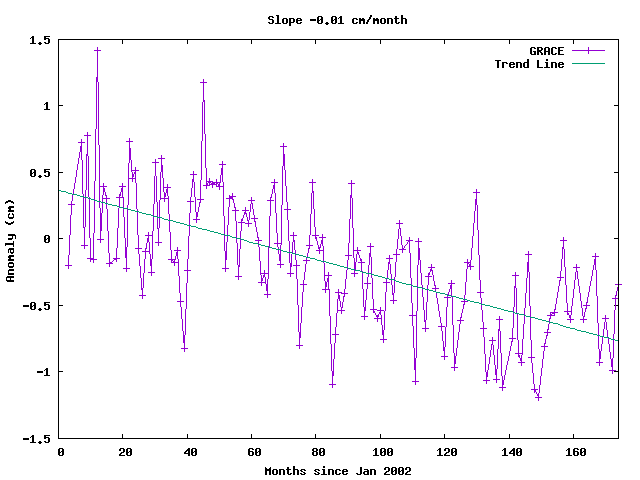 Slope -0.01 cm/month
GRACE
Trend Line
1.5
1
0.5
0
-0.5
-1
-1.5
Anomaly (cm)
0 20 40 60 80 100 120 140 160
Months since Jan 2002